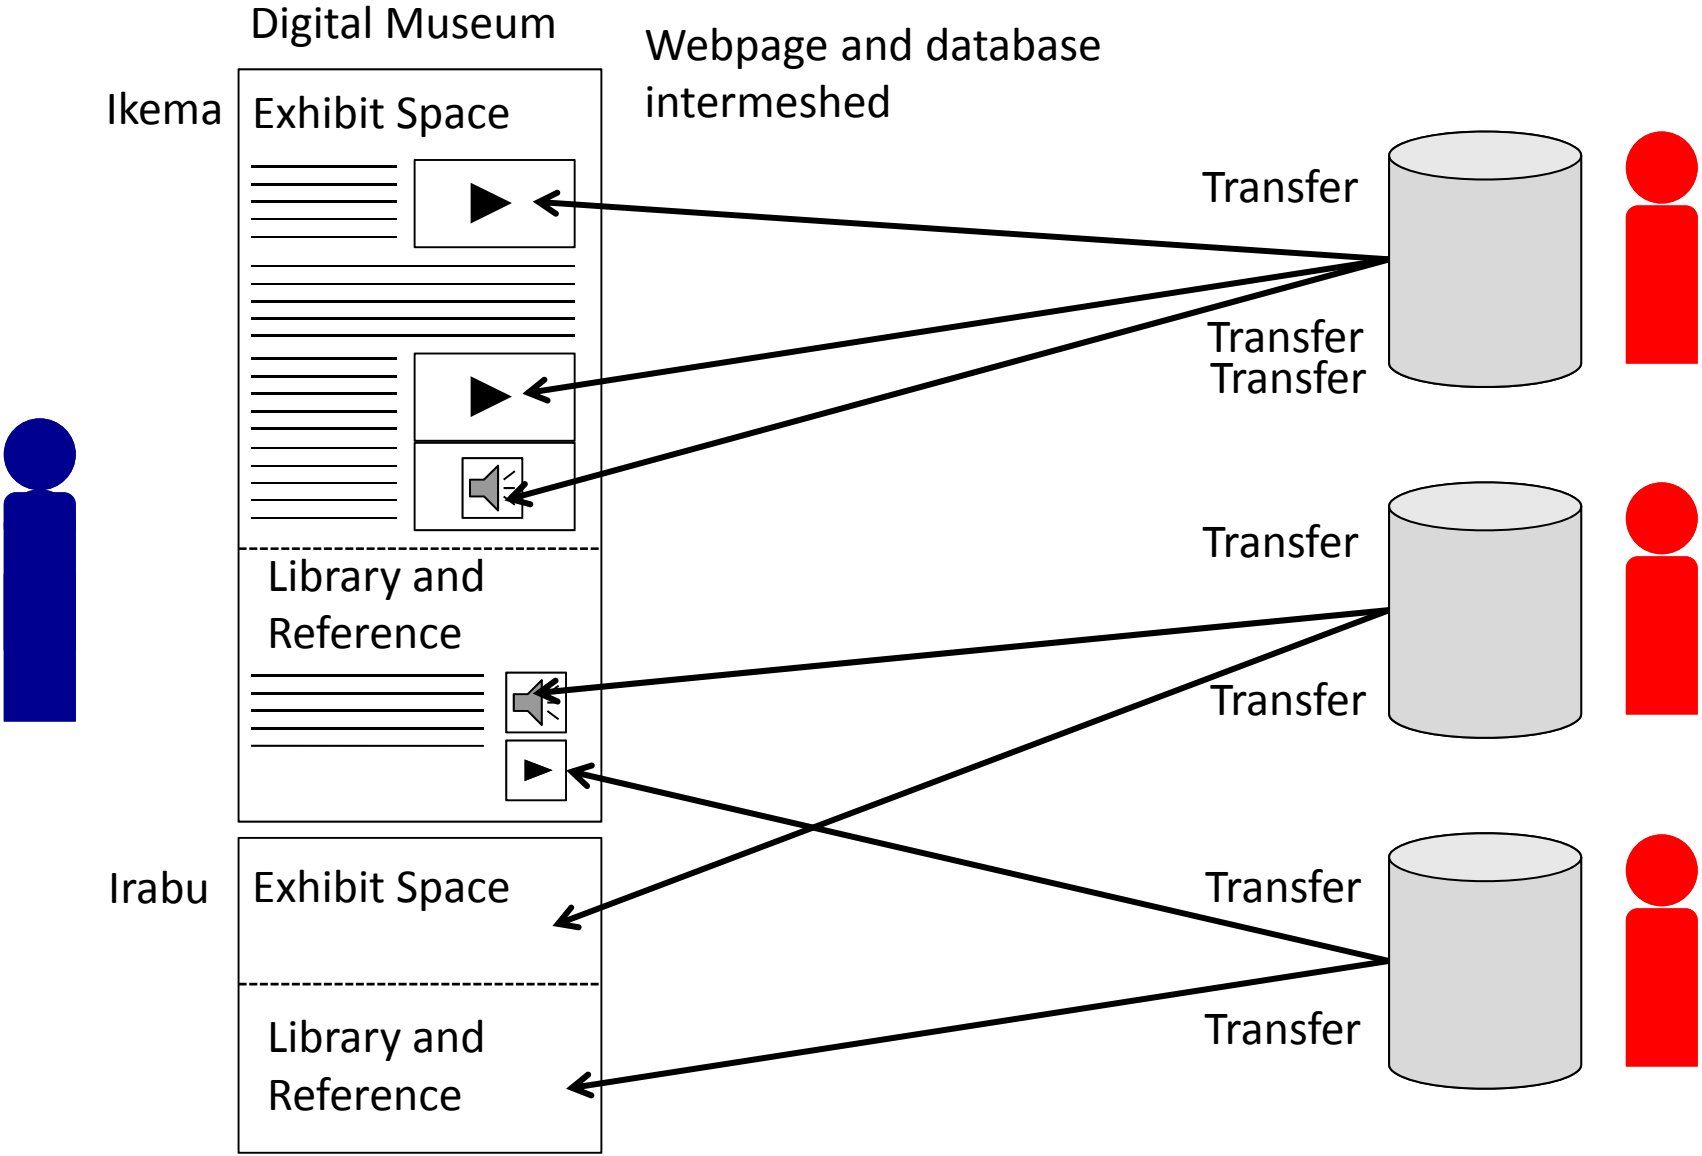 Digital Museum
Webpage and database
intermeshed
Ikema
Exhibit Space
Transfer
Transfer
Transfer
Transfer
Library and
Reference
Transfer
Irabu
Exhibit Space
Transfer
Library and
Reference
Transfer